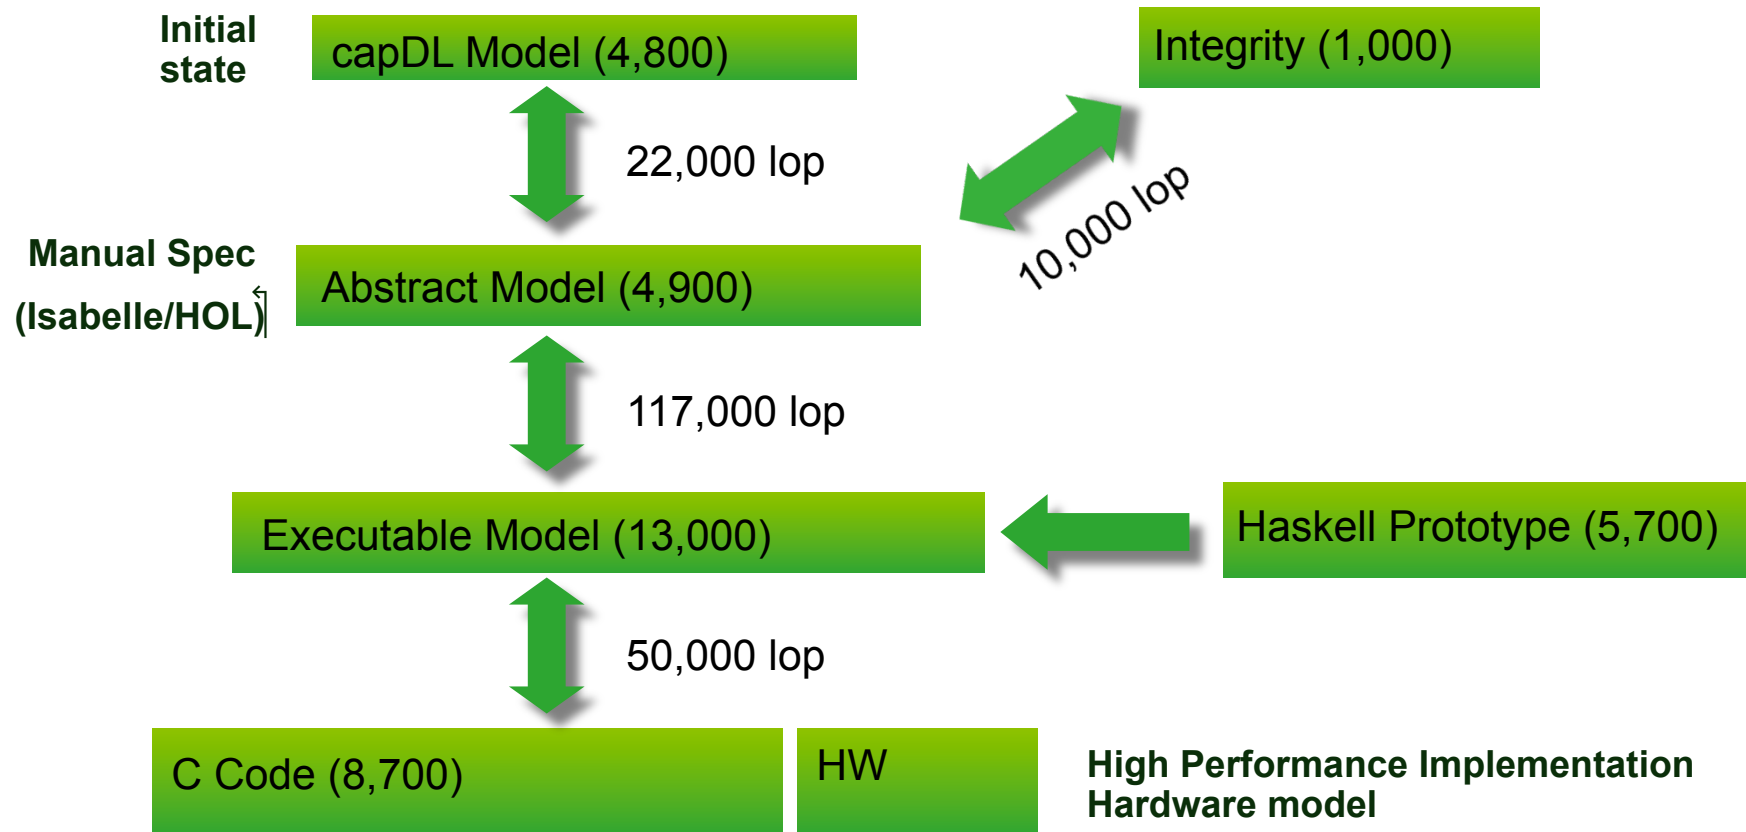 Initial
state
capDL Model (4,800)
Integrity (1,000)
22,000 lop
10,000 lop
Manual Spec
(Isabelle/HOL)
Abstract Model (4,900)
117,000 lop
Executable Model (13,000)
Haskell Prototype (5,700)
50,000 lop
C Code (8,700)
HW
High Performance Implementation
Hardware model